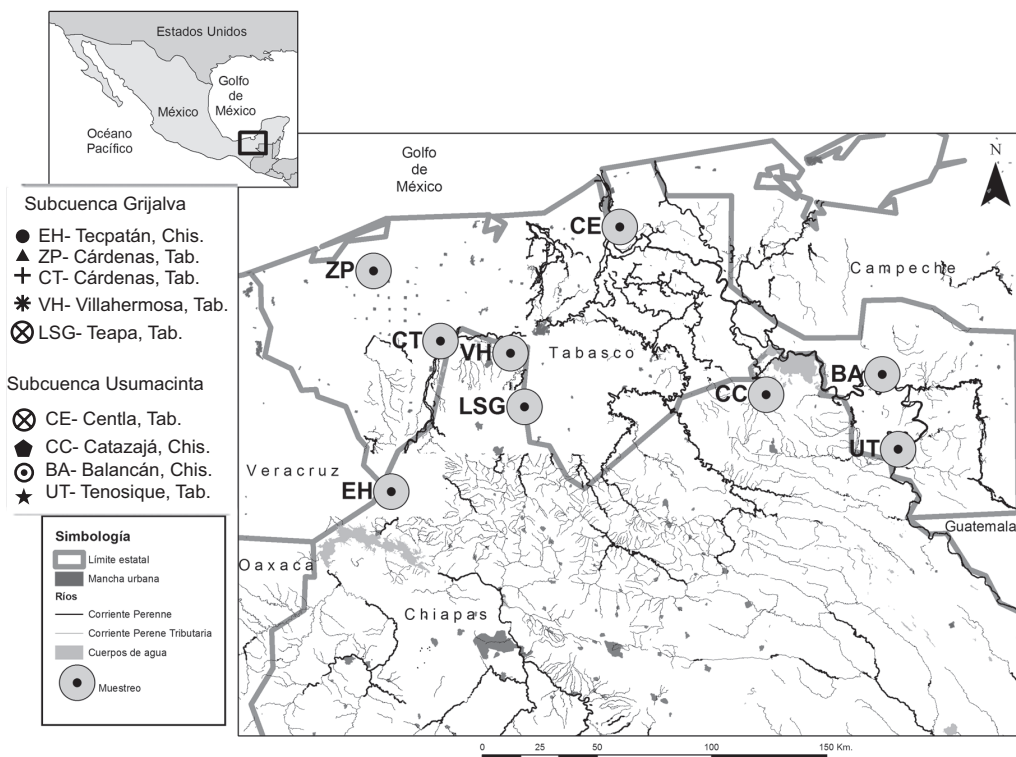 Estados Unidos
Golfo
de
México
México
Océano
Pacífico
Subcuenca Grijalva
EH- Tecpatán, Chis.
ZP- Cárdenas, Tab.
CT- Cárdenas, Tab.
VH- Villahermosa, Tab.
LSG- Teapa, Tab.
Subcuenca Usumacinta
CE- Centla, Tab.
CC- Catazajá, Chis.
BA- Balancán, Chis.
UT- Tenosique, Tab.
Simbología
Límite estatal
Mancha urbana
Ríos
Corriente Perenne
Corriente Perene Tributaria
Cuerpos de agua
Muestreo
Golfo
de
México
N
CE
ZP
Campeche
CT
VH
Tabasco
BA
CC
LSG
UT
Veracruz
EH
Guatemala
Oaxaca
Chiapas
0 25 50 100 150 Km.